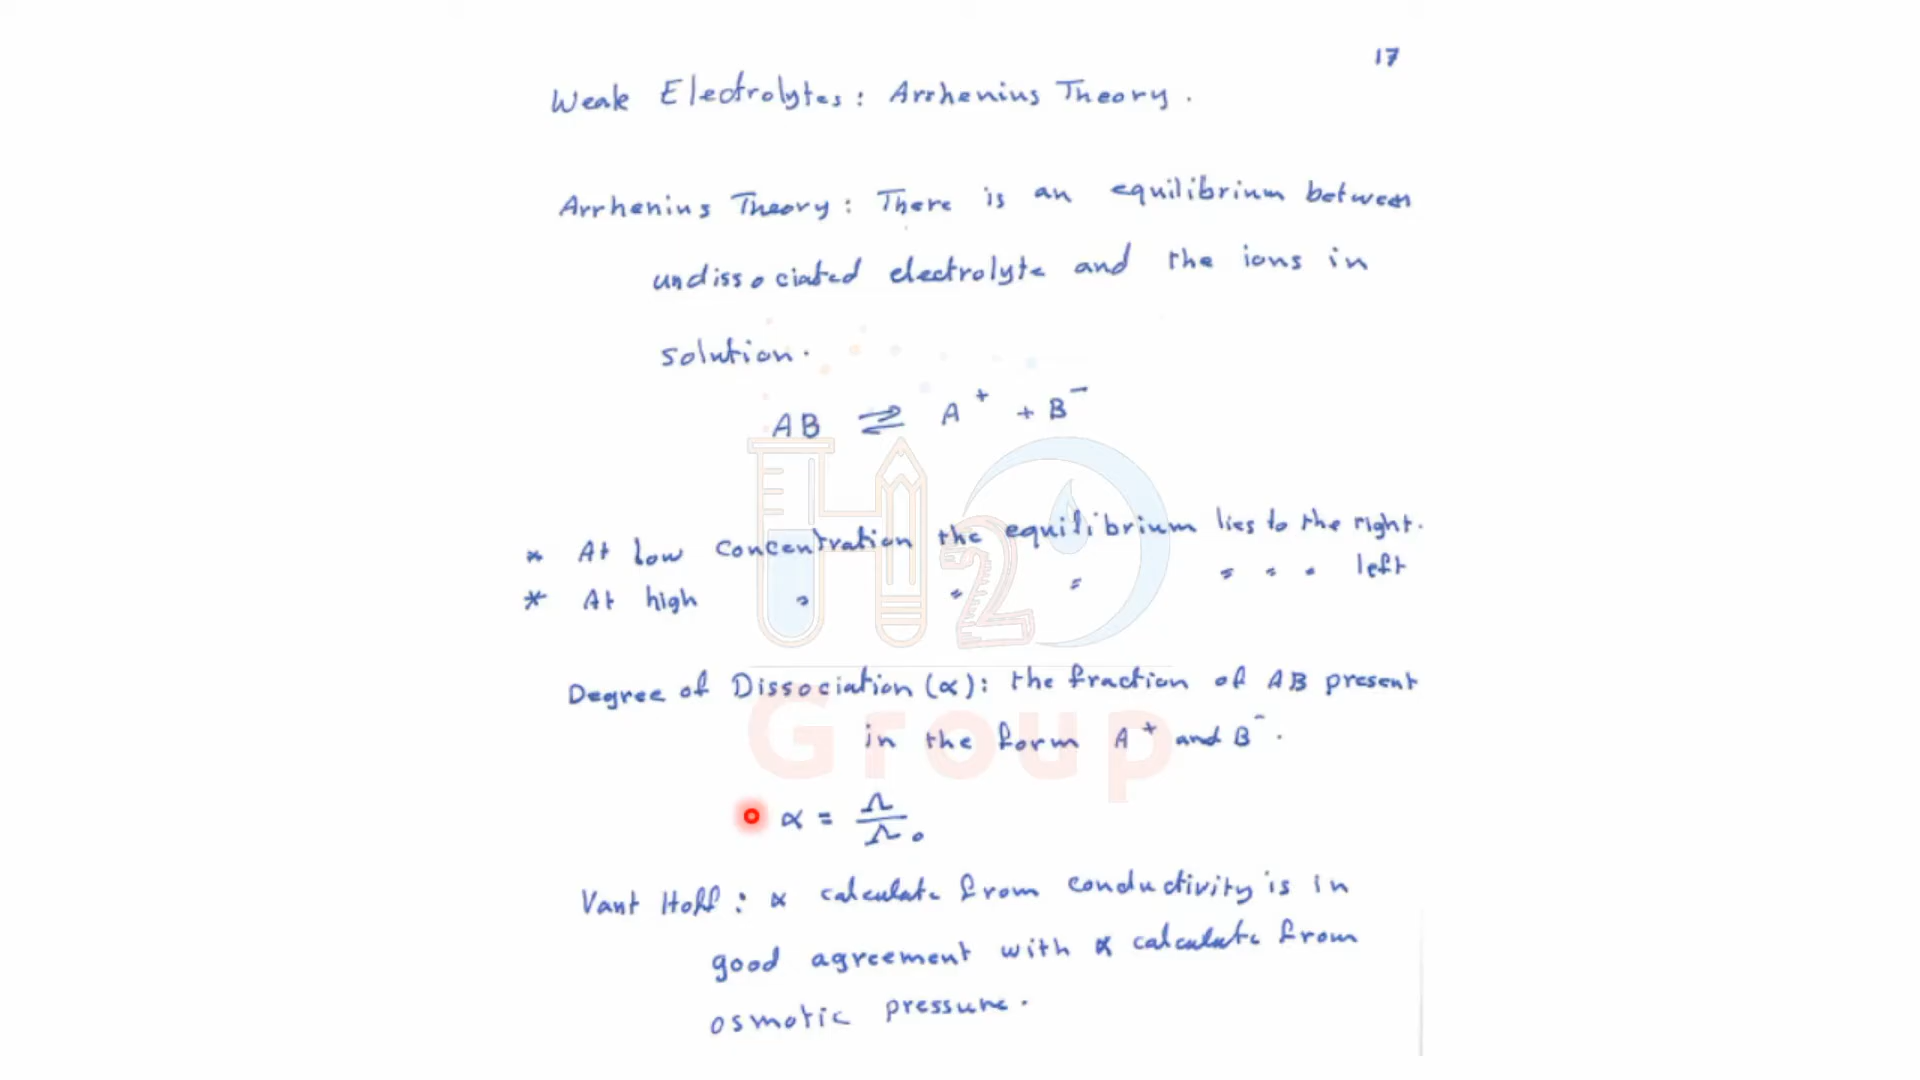 17
Weak Electrolytes: Arrhenius Theory.
Arrhenius Theory: There is an equilibrium between
undissociated electrolyte and the ions in
solution.
AB ⇌ A⁺ + B⁻
* At low concentration the equilibrium lies to the right.
* At high " " " " " " left
H2O
Degree of Dissociation (α): the fraction of AB present
Group
in the form A⁺ and B⁻.
α = Λ/Λ₀
Vant Hoff: α calculate from conductivity is in
good agreement with α calculate from
osmotic pressure.